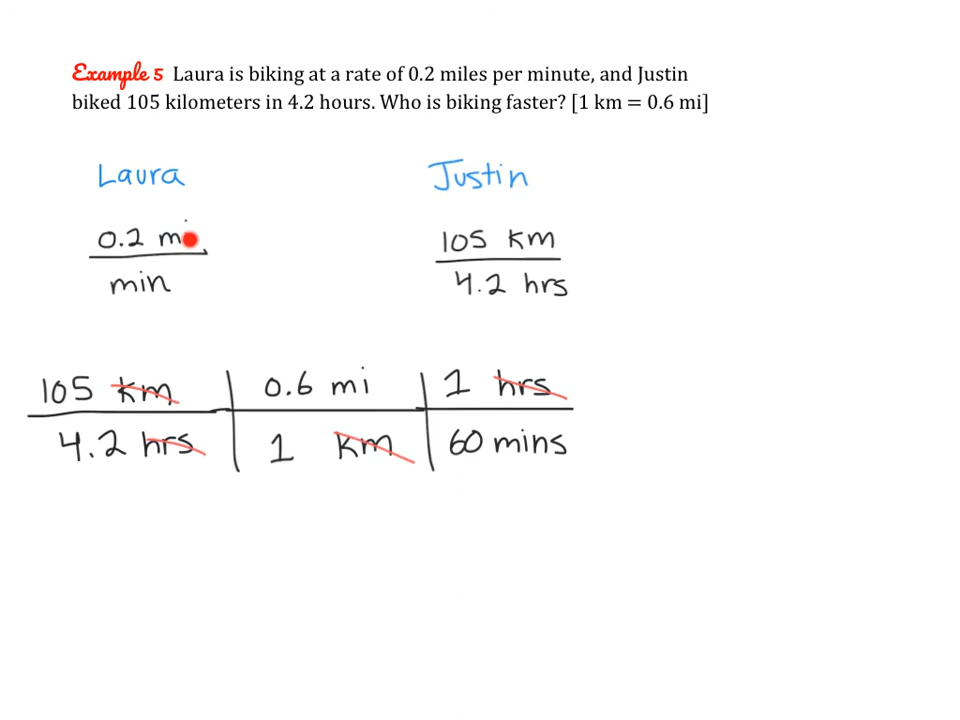 Example 5 Laura is biking at a rate of 0.2 miles per minute, and Justin
biked 105 kilometers in 4.2 hours. Who is biking faster? [1 km = 0.6 mi]
Laura Justin
0.2 mi 105 km
min 4.2 hrs
105 km 0.6 mi 1 hrs
4.2 hrs 1 km 60 mins